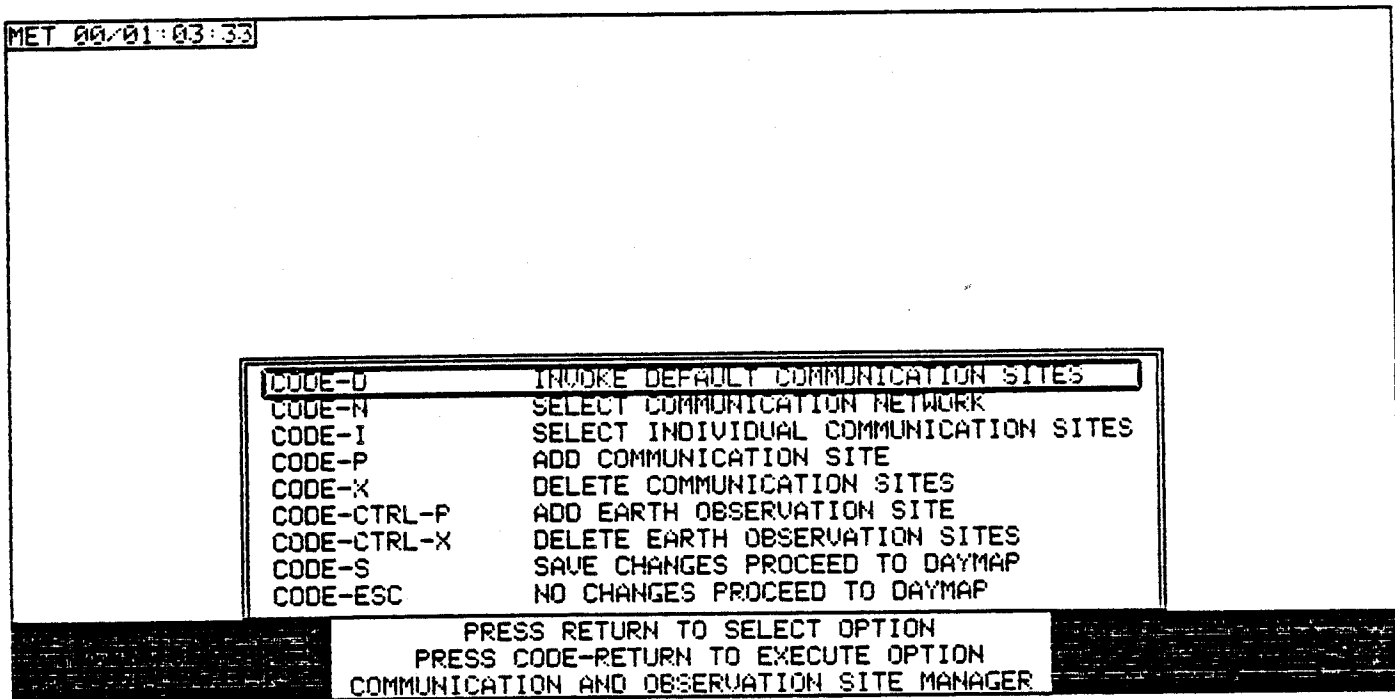 MET 00/01:03:33
CODE-D INVOKE DEFAULT COMMUNICATION SITES
CODE-N SELECT COMMUNICATION NETWORK
CODE-I SELECT INDIVIDUAL COMMUNICATION SITES
CODE-P ADD COMMUNICATION SITE
CODE-X DELETE COMMUNICATION SITES
CODE-CTRL-P ADD EARTH OBSERVATION SITE
CODE-CTRL-X DELETE EARTH OBSERVATION SITES
CODE-S SAVE CHANGES PROCEED TO DAYMAP
CODE-ESC NO CHANGES PROCEED TO DAYMAP
PRESS RETURN TO SELECT OPTION
PRESS CODE-RETURN TO EXECUTE OPTION
COMMUNICATION AND OBSERVATION SITE MANAGER